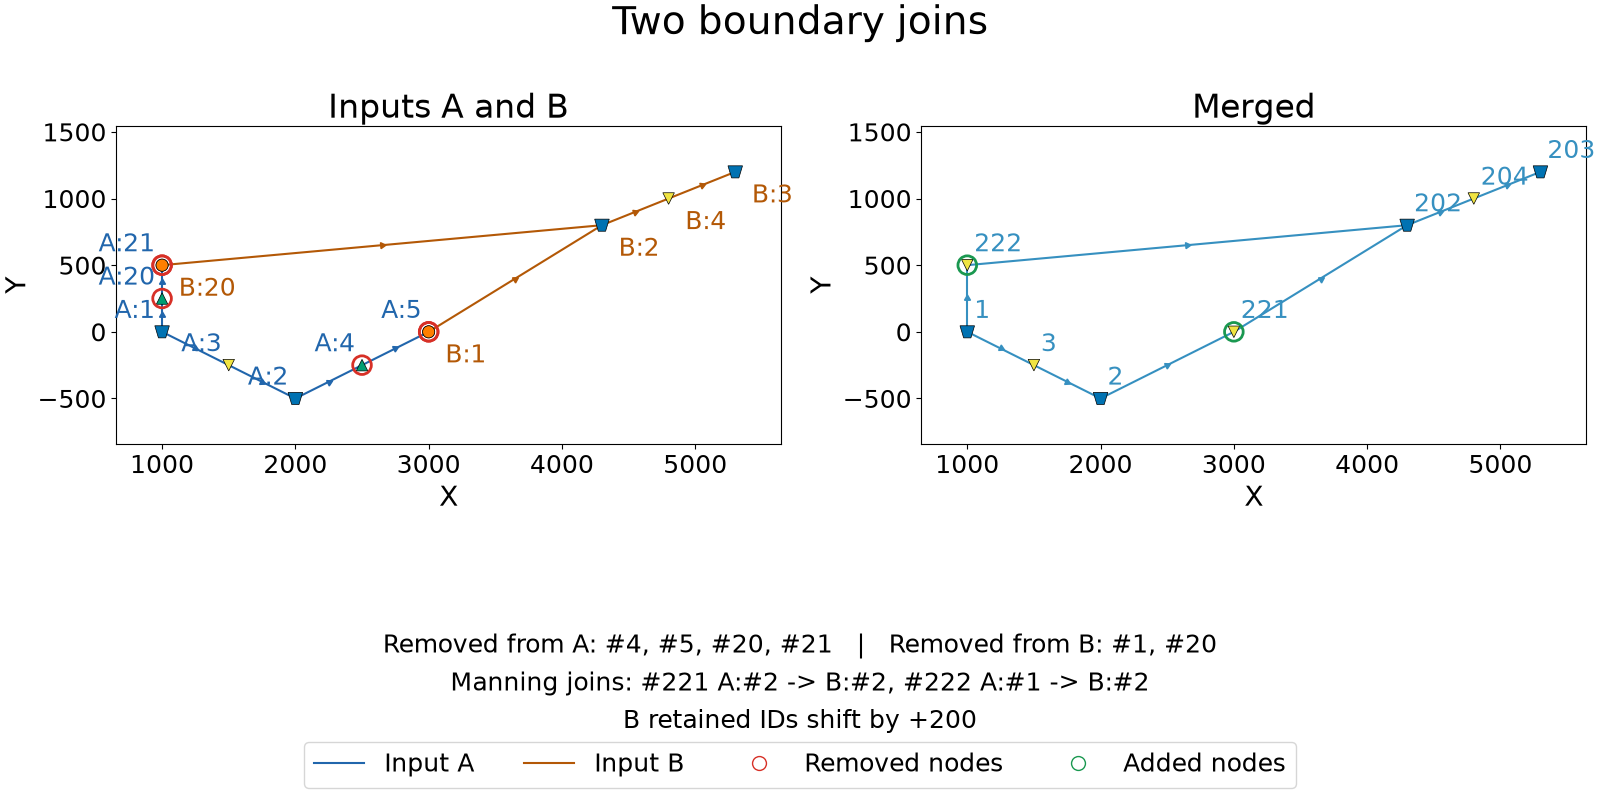 Two boundary joins
Inputs A and B
1500
1000
500
0
−500
Y
1000 2000 3000 4000 5000
X
A:21
A:20
A:1
B:20
A:3
A:2
A:4
A:5
B:1
B:2
B:4
B:3
Merged
1500
1000
500
0
−500
Y
1000 2000 3000 4000 5000
X
222
1
3
2
221
202
204
203
Removed from A: #4, #5, #20, #21 | Removed from B: #1, #20
Manning joins: #221 A:#2 -> B:#2, #222 A:#1 -> B:#2
B retained IDs shift by +200
Input A Input B Removed nodes Added nodes